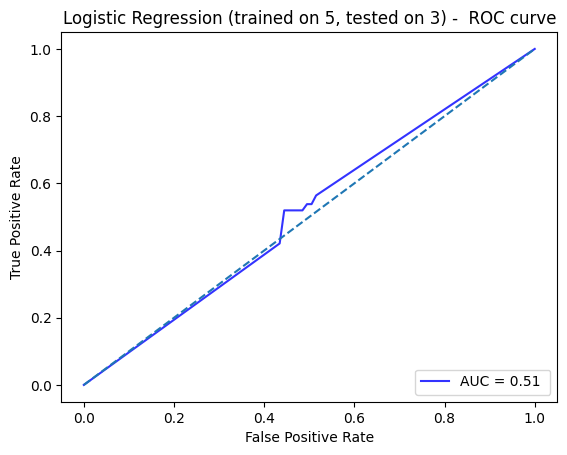 Logistic Regression (trained on 5, tested on 3) -  ROC curve
1.0
0.8
0.6
0.4
0.2
0.0
True Positive Rate
AUC = 0.51
0.0 0.2 0.4 0.6 0.8 1.0
False Positive Rate